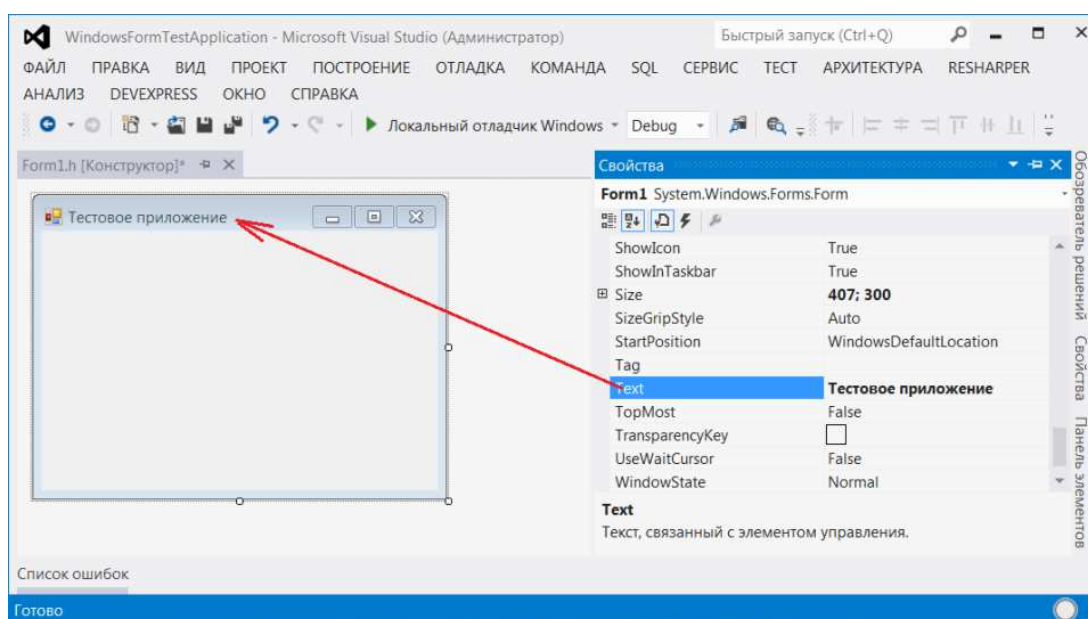 WindowsFormTestApplication - Microsoft Visual Studio (Администратор)
Быстрый запуск (Ctrl+Q)
ФАЙЛ ПРАВКА ВИД ПРОЕКТ ПОСТРОЕНИЕ ОТЛАДКА КОМАНДА SQL СЕРВИС ТЕСТ АРХИТЕКТУРА RESHARPER
АНАЛИЗ DEVEXPRESS ОКНО СПРАВКА
Локальный отладчик Windows Debug
Form1.h [Конструктор]*
Тестовое приложение
Свойства
Form1 System.Windows.Forms.Form
ShowIcon True
ShowInTaskbar True
Size 407; 300
SizeGripStyle Auto
StartPosition WindowsDefaultLocation
Tag
Text Тестовое приложение
TopMost False
TransparencyKey
UseWaitCursor False
WindowState Normal
Text
Текст, связанный с элементом управления.
Обозреватель решений
Свойства
Панель элементов
Список ошибок
Готово